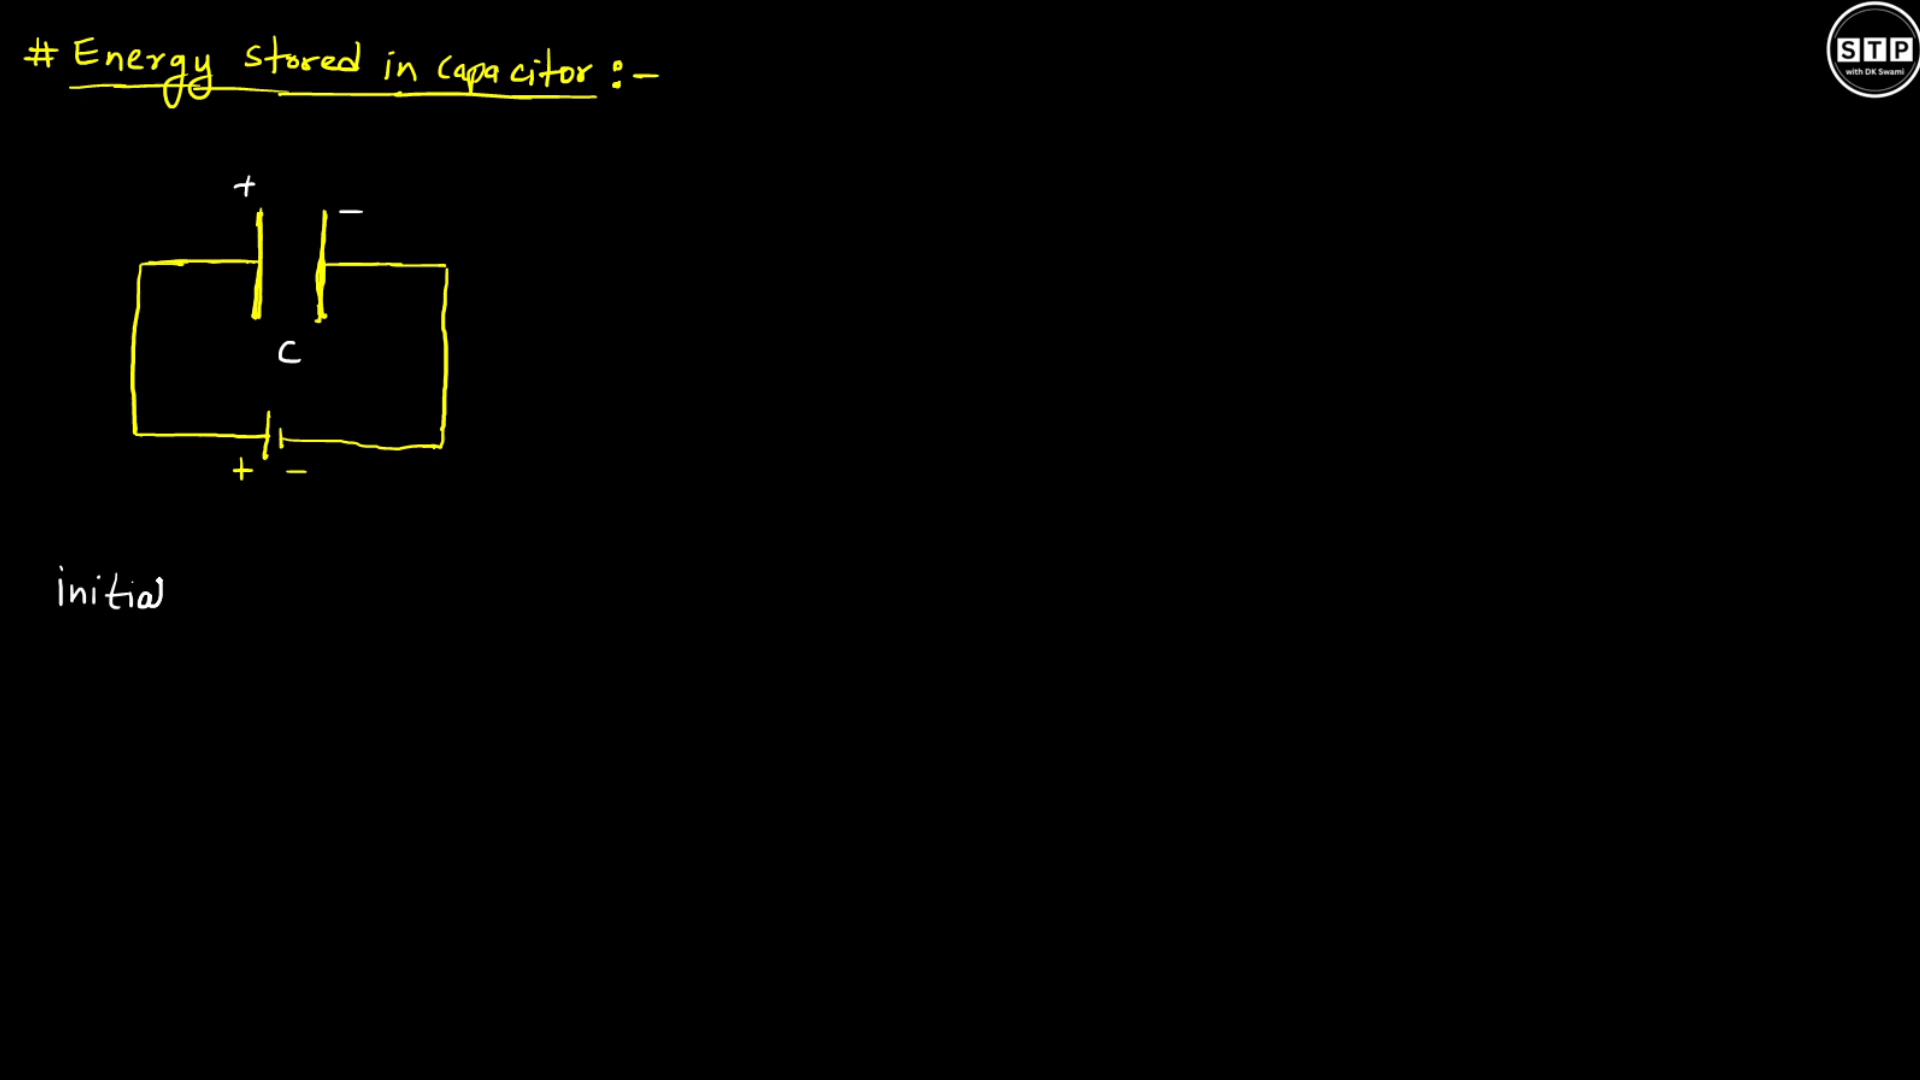 # Energy stored in capacitor :-
STP
with DK Swami
+
-
C
+ -
initial